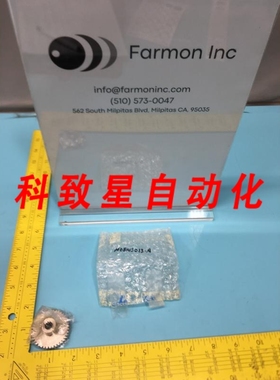 Farmon Inc
info@farmoninc.com
(510) 573-0047
562 South Milpitas Blvd, Milpitas CA, 95035
科致星自动化